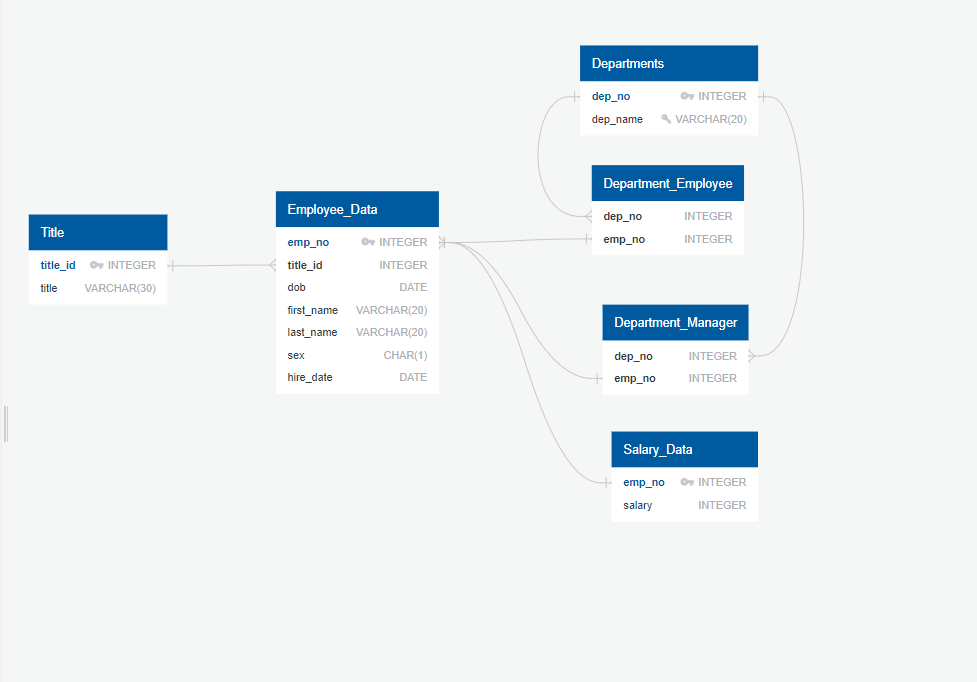 Title
title_id INTEGER
title VARCHAR(30)
Employee_Data
emp_no INTEGER
title_id INTEGER
dob DATE
first_name VARCHAR(20)
last_name VARCHAR(20)
sex CHAR(1)
hire_date DATE
Departments
dep_no INTEGER
dep_name VARCHAR(20)
Department_Employee
dep_no INTEGER
emp_no INTEGER
Department_Manager
dep_no INTEGER
emp_no INTEGER
Salary_Data
emp_no INTEGER
salary INTEGER